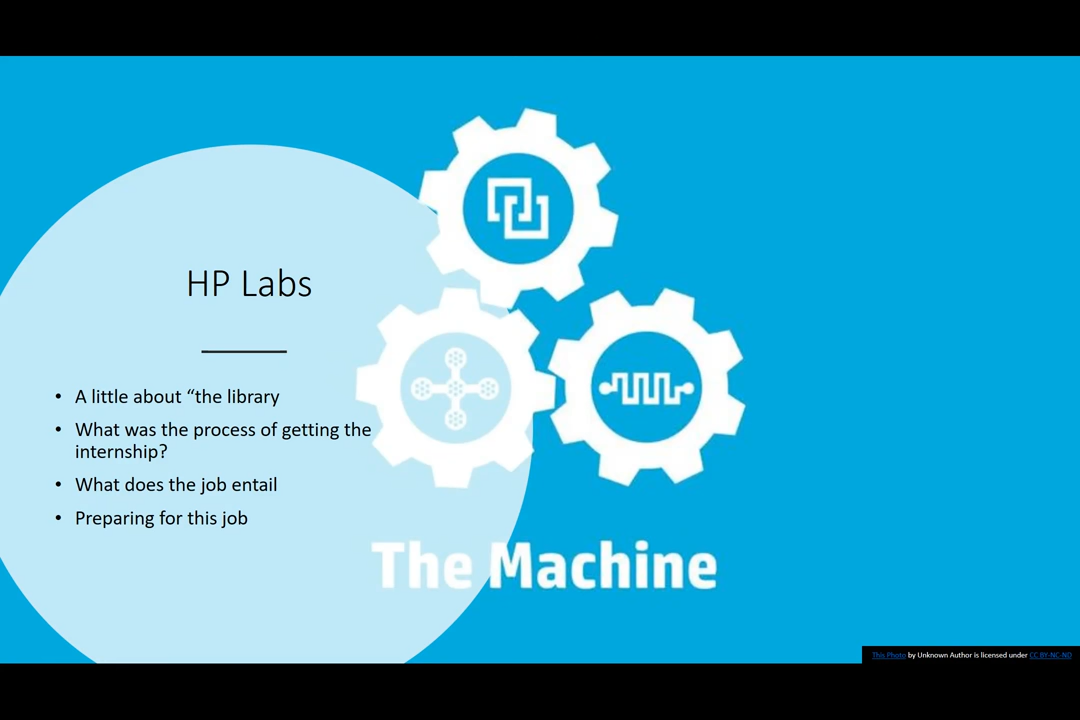 HP Labs
• A little about “the library
• What was the process of getting the
internship?
• What does the job entail
• Preparing for this job
The Machine
This Photo by Unknown Author is licensed under CC BY-NC-ND